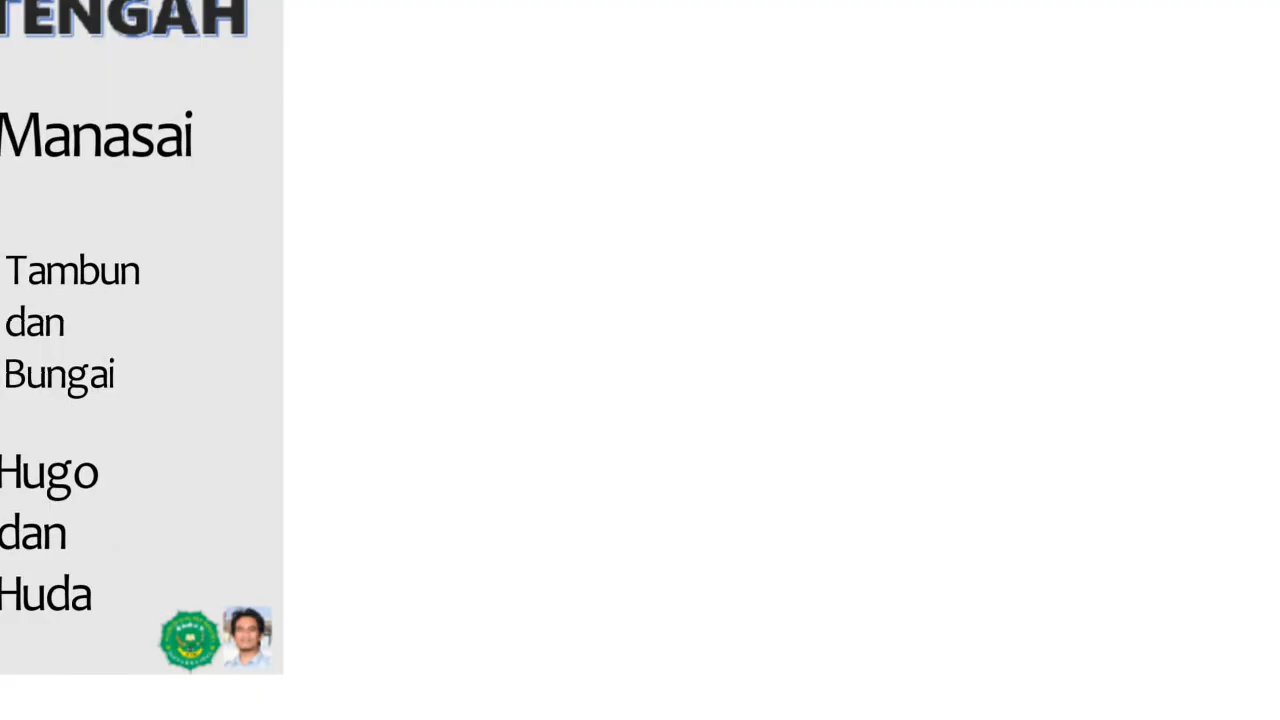 TENGAH
Manasai
Tambun
dan
Bungai
Hugo
dan
Huda